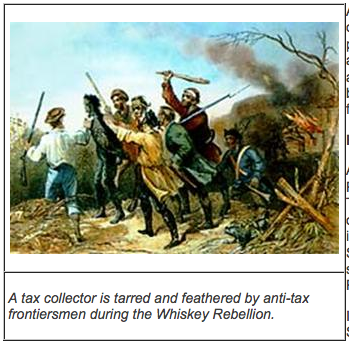 A tax collector is tarred and feathered by anti-tax
frontiersmen during the Whiskey Rebellion.